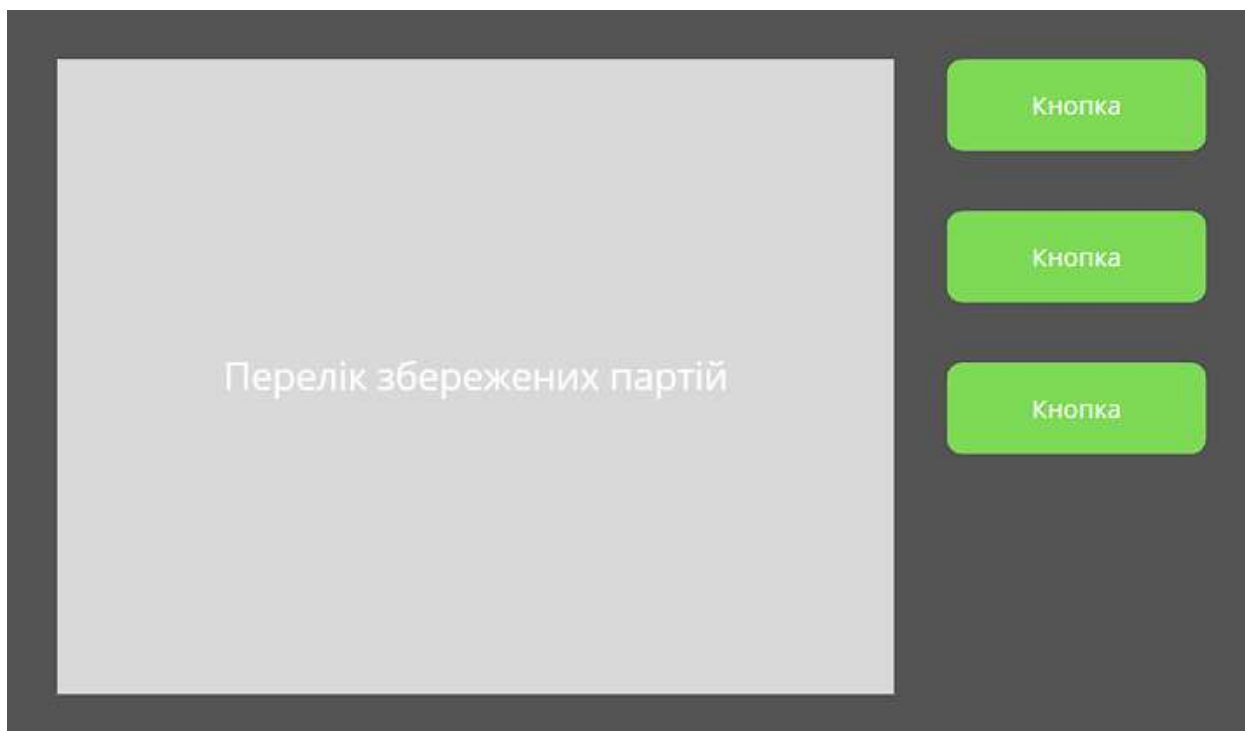 Кнопка
Кнопка
Перелік збережених партій
Кнопка